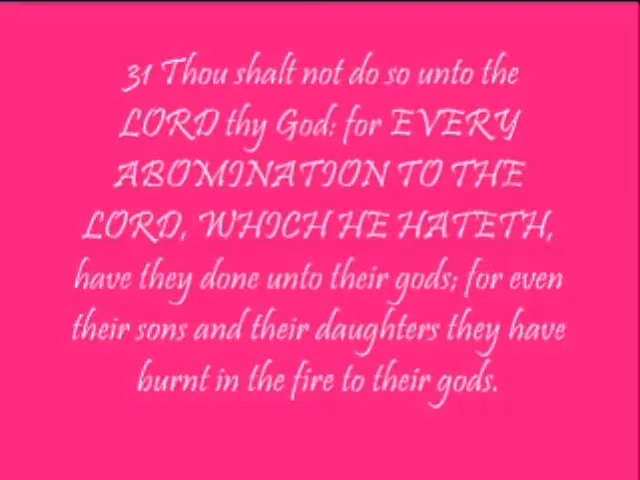 31 Thou shalt not do so unto the
LORD thy God: for EVERY
ABOMINATION TO THE
LORD, WHICH HE HATETH,
have they done unto their gods; for even
their sons and their daughters they have
burnt in the fire to their gods.